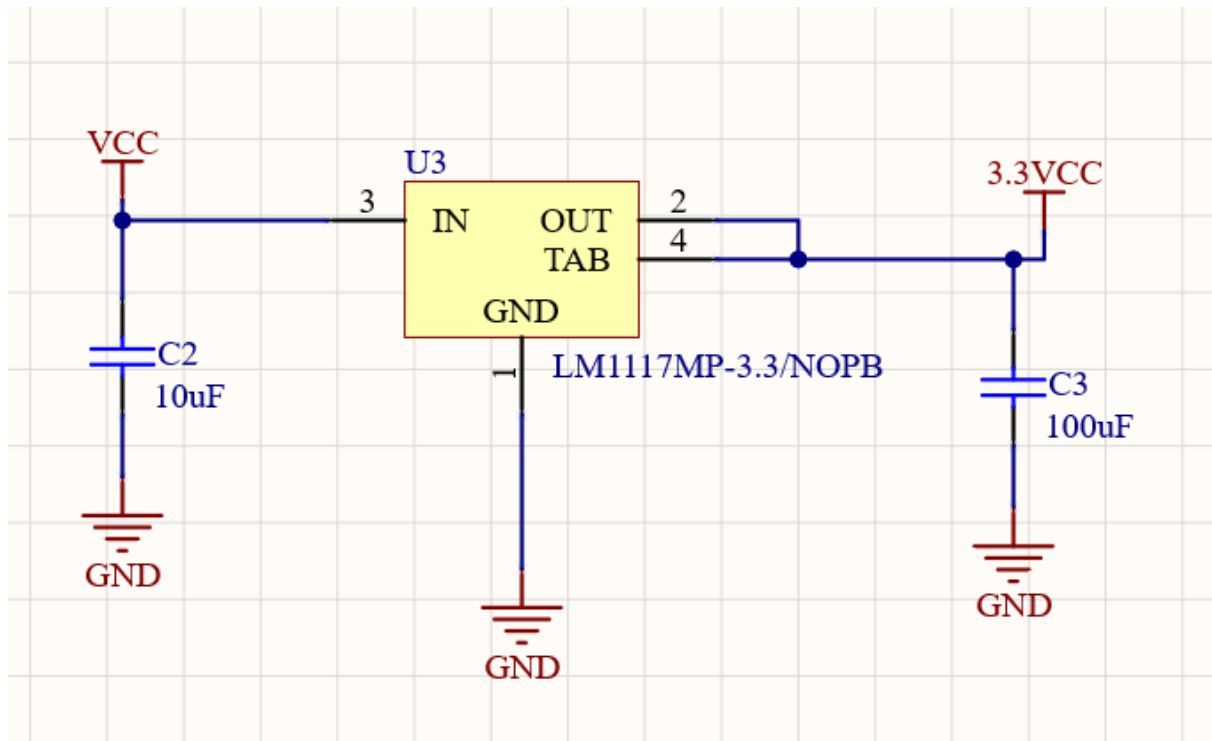 VCC
U3
3.3VCC
3
IN
OUT
2
TAB
4
GND
1
LM1117MP-3.3/NOPB
C2
10uF
C3
100uF
GND
GND
GND